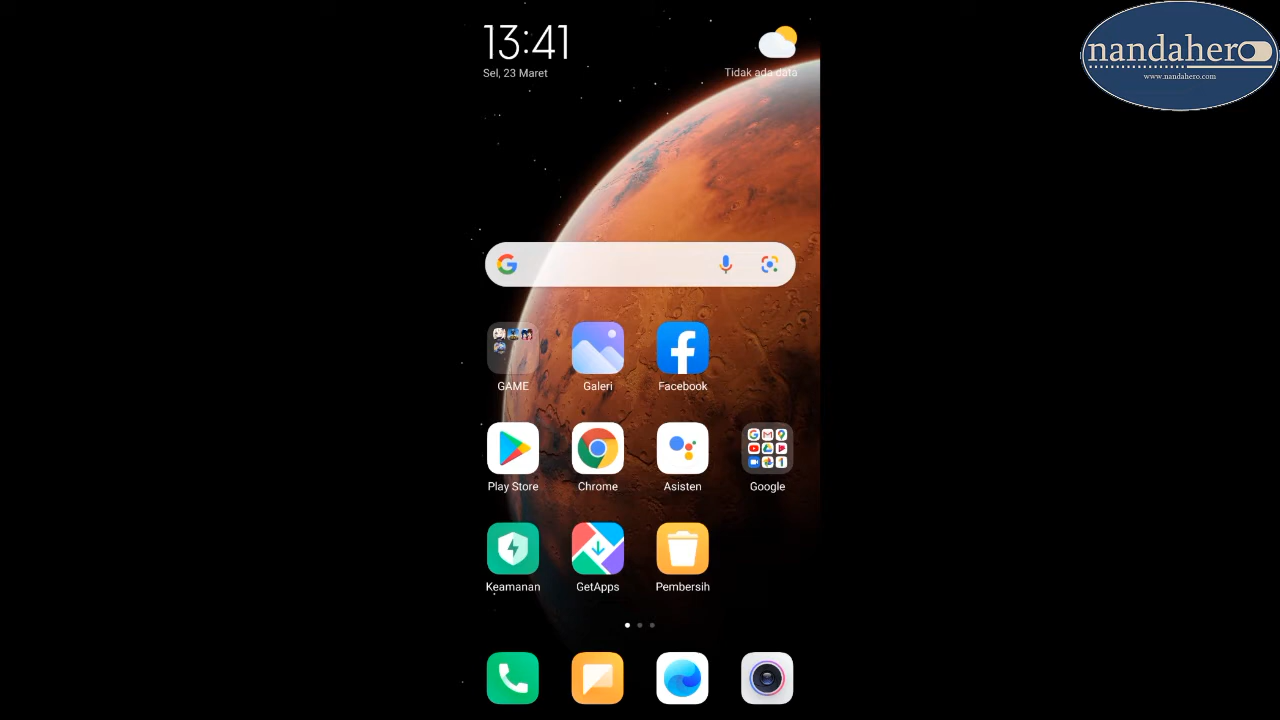 13:41
Sel, 23 Maret
Tidak ada data
nandahero
www.nandahero.com
GAME
Galeri
Facebook
Play Store
Chrome
Asisten
Google
Keamanan
GetApps
Pembersih